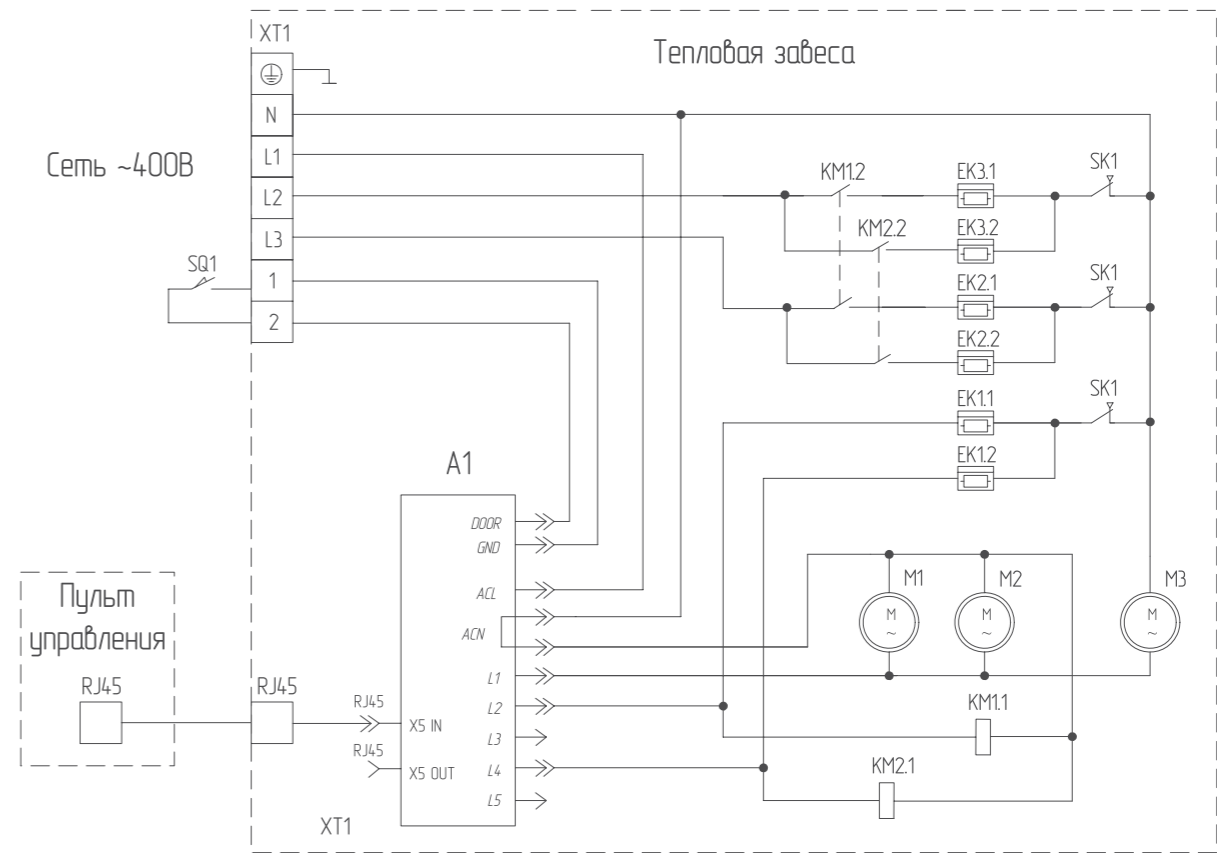 XT1
Тепловая завеса
N
Сеть ~400В
L1
L2
L3
SQ1
1
2
KM1.2
EK3.1
SK1
KM2.2
EK3.2
EK2.1
SK1
EK2.2
EK1.1
SK1
EK1.2
A1
DOOR
GND
ACL
ACN
L1
L2
L3
L4
L5
M1
M
~
M2
M
~
M3
M
~
Пульт
управления
RJ45
RJ45
RJ45
X5 IN
RJ45
X5 OUT
KM1.1
KM2.1
XT1